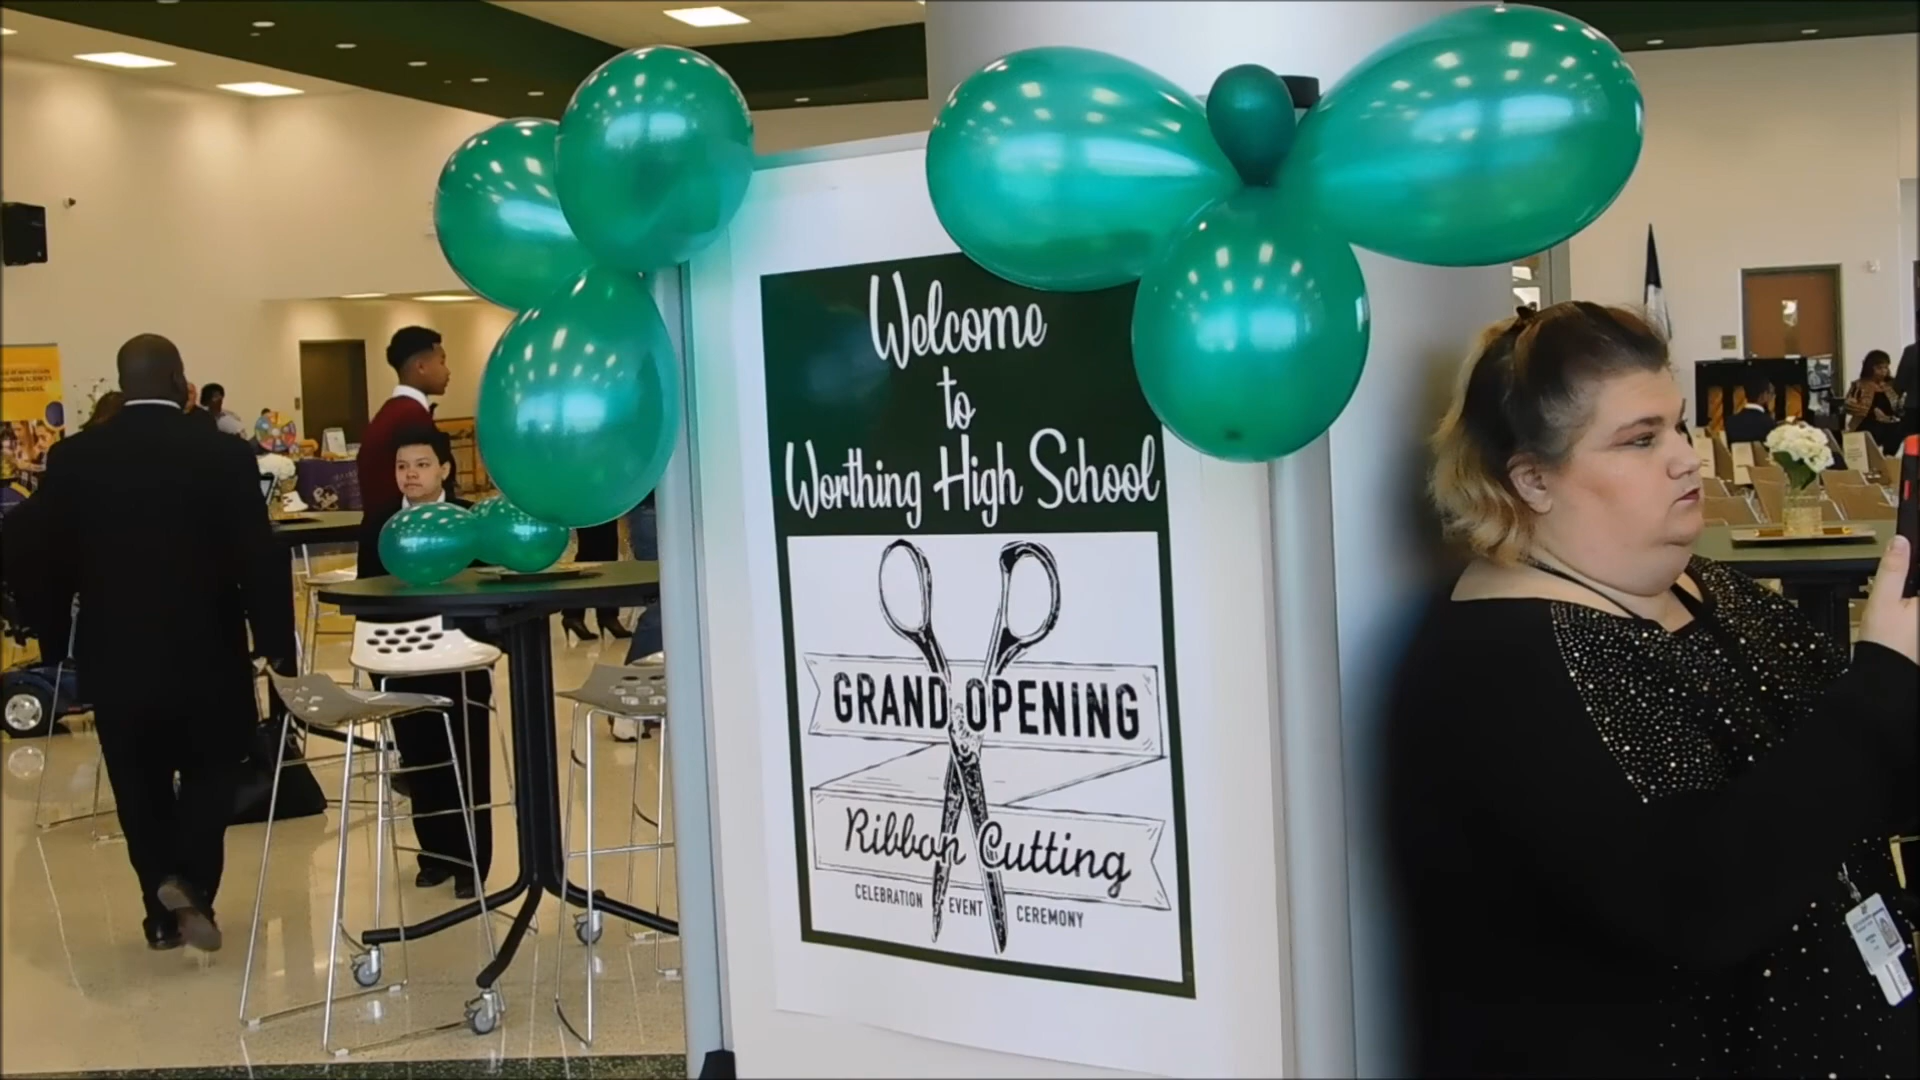 Welcome
to
Worthing High School
GRAND OPENING
Ribbon Cutting
CELEBRATION EVENT CEREMONY